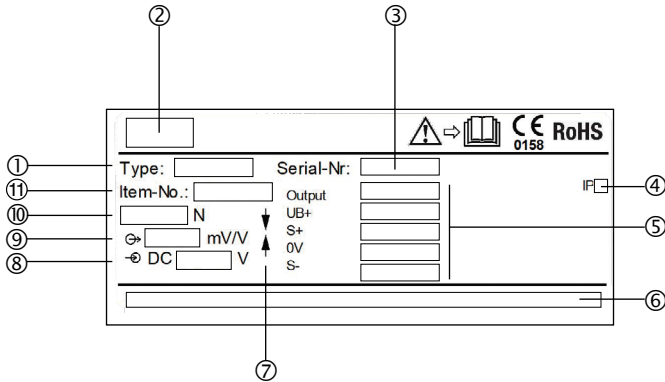 ② ③
CE 0158 RoHS
① Type: Serial-Nr:
⑪ Item-No.: Output IP ④
⑩ N UB+
⑨ mV/V S+ ⑤
⑧ DC V 0V
S-
⑥
⑦